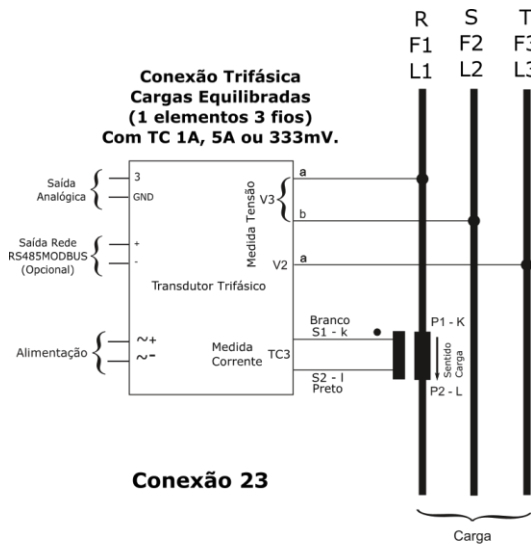 R S T
F1 F2 F3
L1 L2 L3
Conexão Trifásica
Cargas Equilibradas
(1 elementos 3 fios)
Com TC 1A, 5A ou 333mV.
Saída
Analógica
3
GND
Saída Rede
RS485MODBUS
(Opcional)
+
-
Alimentação
~+
~-
Transdutor Trifásico
Medida Tensão
V3
a
b
V2
a
Medida
Corrente
TC3
Branco
S1 - k
S2 - l
Preto
P1 - K
Sentido
Carga
P2 - L
Conexão 23
Carga